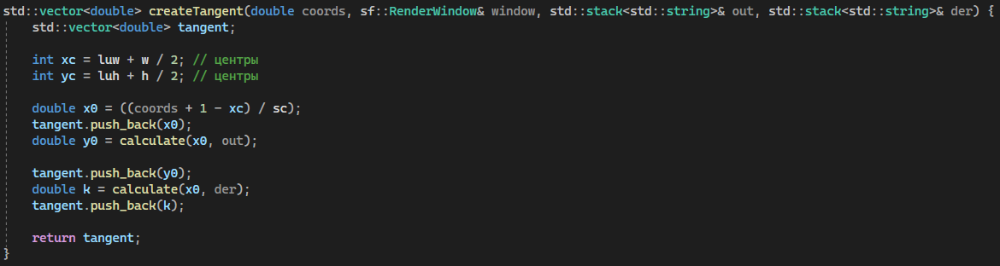 std::vector<double> createTangent(double coords, sf::RenderWindow& window, std::stack<std::string>& out, std::stack<std::string>& der) {
    std::vector<double> tangent;

    int xc = luw + w / 2; // центры
    int yc = luh + h / 2; // центры

    double x0 = ((coords + 1 - xc) / sc);
    tangent.push_back(x0);
    double y0 = calculate(x0, out);

    tangent.push_back(y0);
    double k = calculate(x0, der);
    tangent.push_back(k);

    return tangent;
}